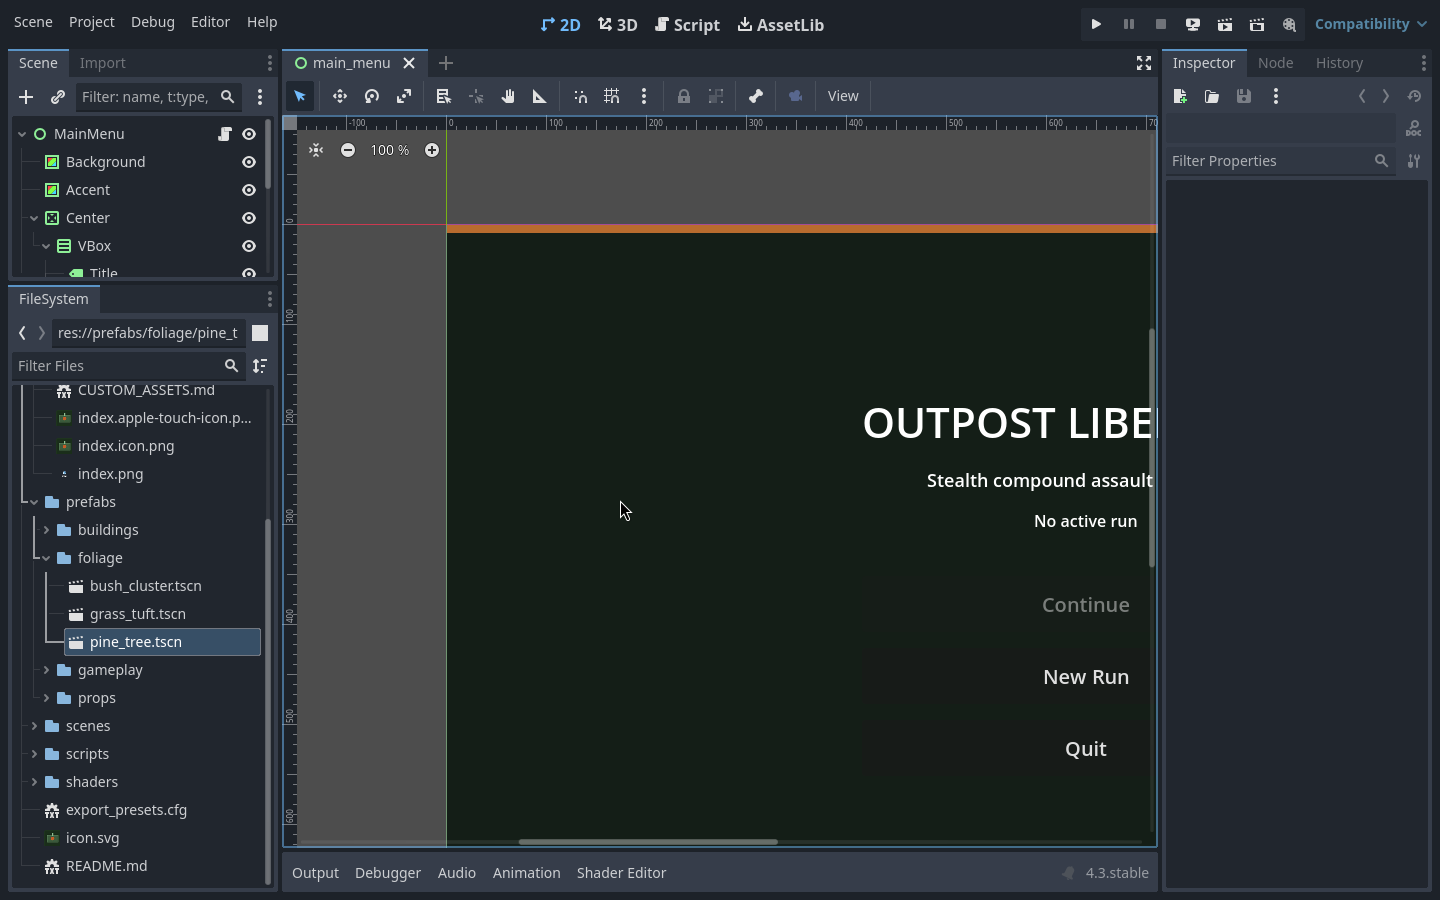 Scene Project Debug Editor Help
2D 3D Script AssetLib
Compatibility
Scene Import
Filter: name, t:type,
MainMenu
Background
Accent
Center
VBox
Title
FileSystem
res://prefabs/foliage/pine_t
Filter Files
CUSTOM_ASSETS.md
index.apple-touch-icon.p...
index.icon.png
index.png
prefabs
buildings
foliage
bush_cluster.tscn
grass_tuft.tscn
pine_tree.tscn
gameplay
props
scenes
scripts
shaders
export_presets.cfg
icon.svg
README.md
main_menu
View
-100 0 100 200 300 400 500 600 70
100 %
0
100
200
300
400
500
600
OUTPOST LIBE
Stealth compound assault
No active run
Continue
New Run
Quit
Output Debugger Audio Animation Shader Editor
4.3.stable
Inspector Node History
Filter Properties